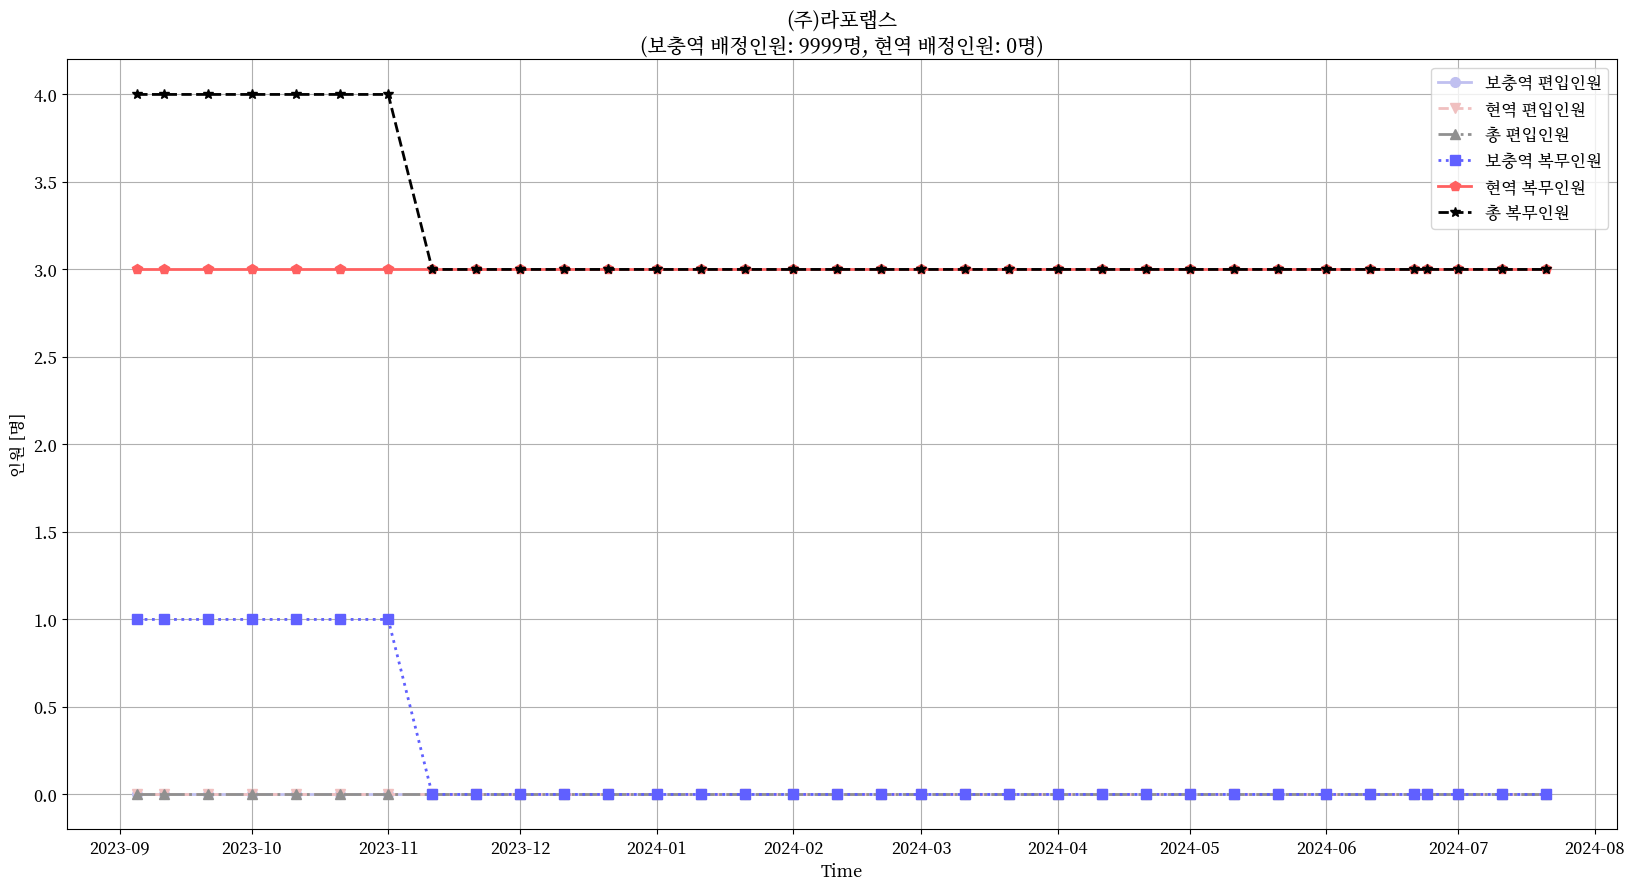 (주)라포랩스
(보충역 배정인원: 9999명, 현역 배정인원: 0명)
보충역 편입인원
현역 편입인원
총 편입인원
보충역 복무인원
현역 복무인원
총 복무인원
인원 [명]
4.0
3.5
3.0
2.5
2.0
1.5
1.0
0.5
0.0
2023-09 2023-10 2023-11 2023-12 2024-01 2024-02 2024-03 2024-04 2024-05 2024-06 2024-07 2024-08
Time